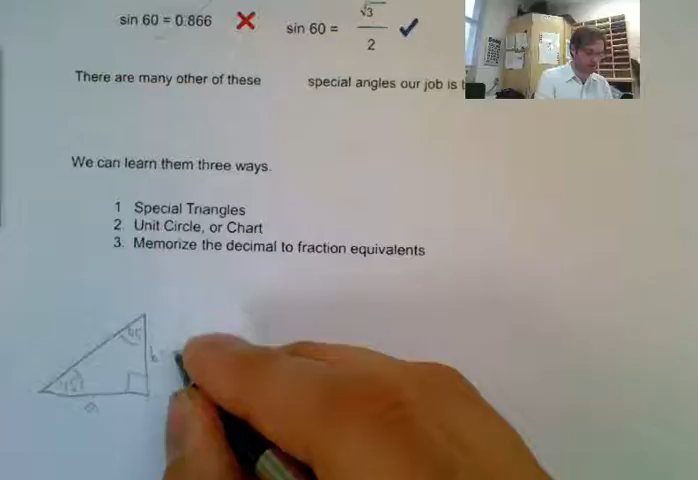 sin 60 = 0.866
sin 60 = √3 / 2
There are many other of these special angles our job is t
We can learn them three ways.
1 Special Triangles
2. Unit Circle, or Chart
3. Memorize the decimal to fraction equivalents
45
b
45
a